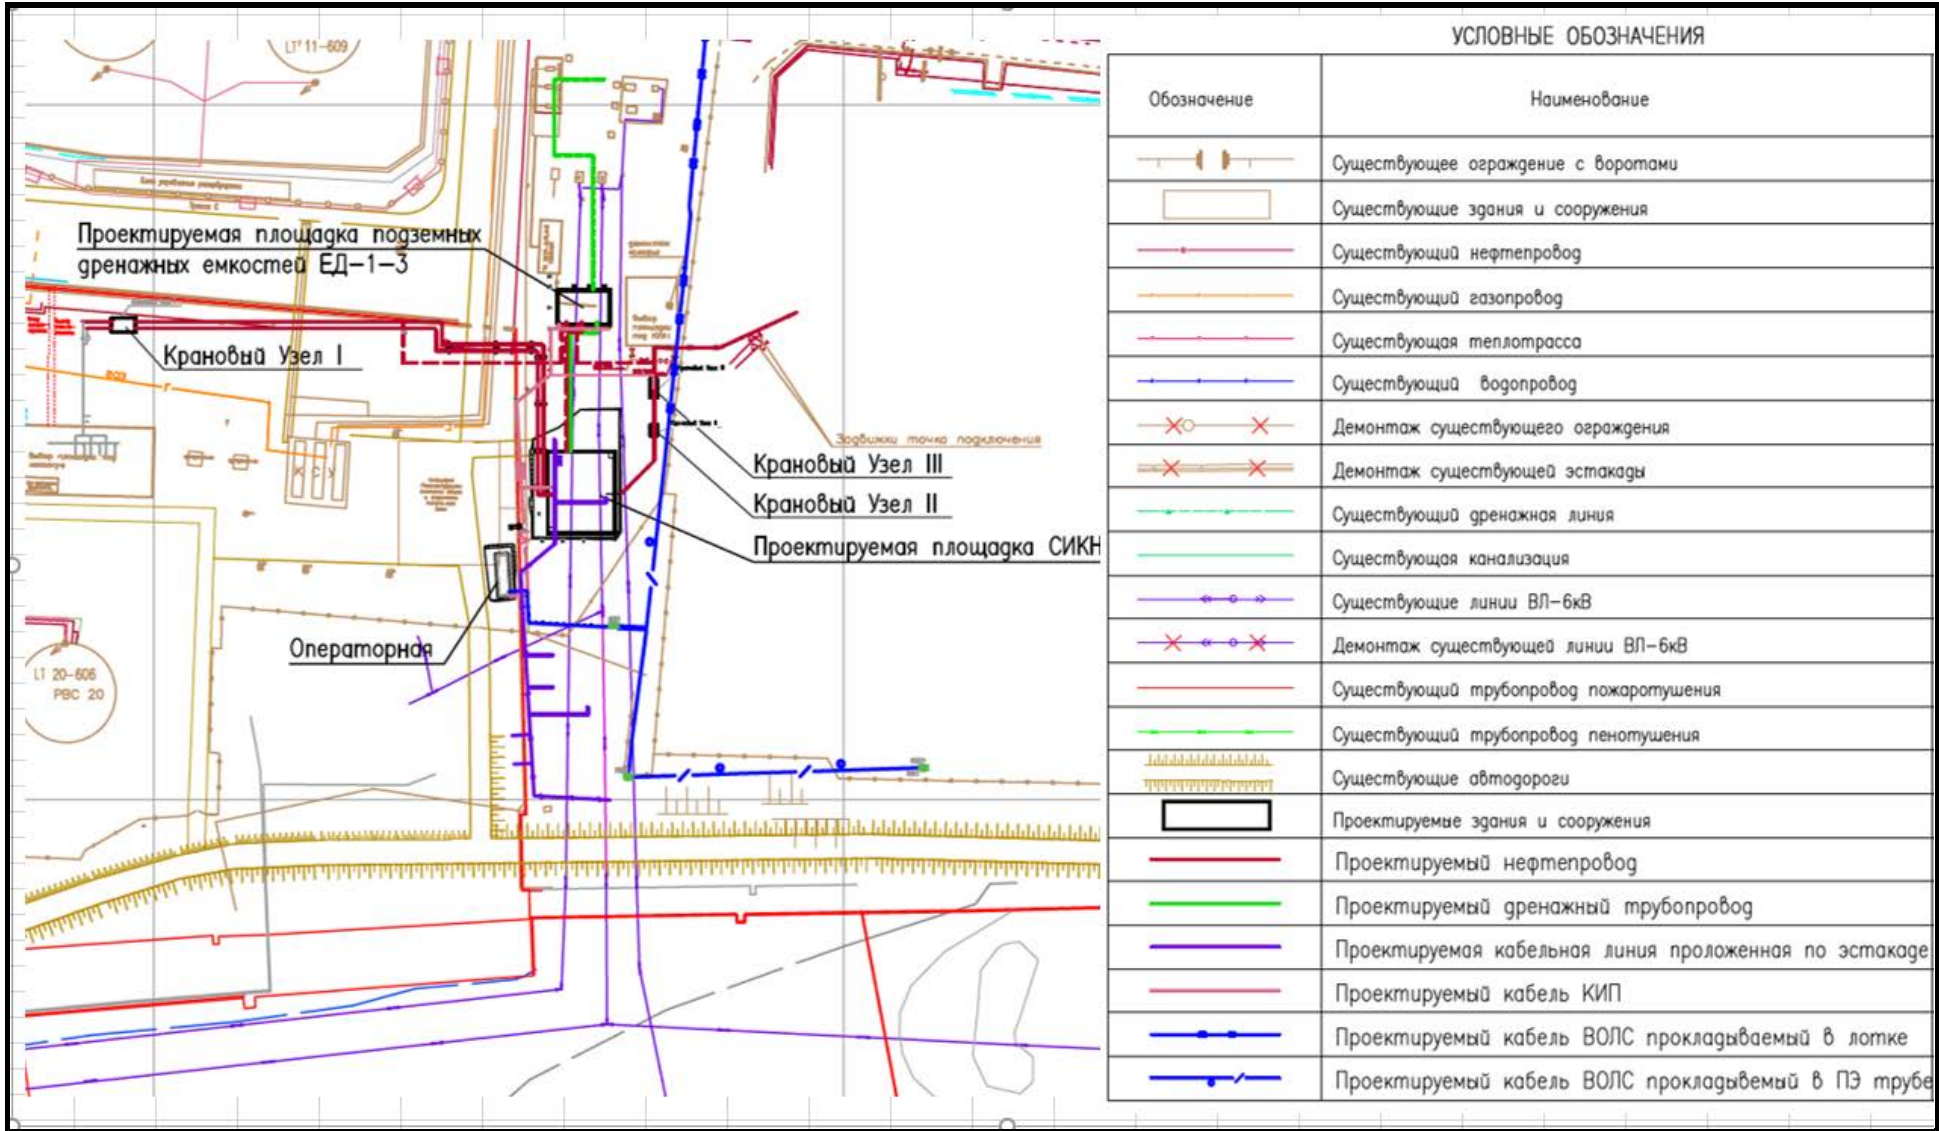 LT 11-609
Проектируемая площадка подземных
дренажных емкостей ЕД-1-3
Крановый Узел I
Г
Задвижки точка подключения
Крановый Узел III
Крановый Узел II
Проектируемая площадка СИКН
Операторная
LT 20-606
РВС 20
УСЛОВНЫЕ ОБОЗНАЧЕНИЯ
Обозначение Наименование
Существующее ограждение с воротами
Существующие здания и сооружения
Существующий нефтепровод
Существующий газопровод
Существующая теплотрасса
Существующий водопровод
Демонтаж существующего ограждения
Демонтаж существующей эстакады
Существующий дренажная линия
Существующая канализация
Существующие линии ВЛ-6кВ
Демонтаж существующей линии ВЛ-6кВ
Существующий трубопровод пожаротушения
Существующий трубопровод пенотушения
Существующие автодороги
Проектируемые здания и сооружения
Проектируемый нефтепровод
Проектируемый дренажный трубопровод
Проектируемая кабельная линия проложенная по эстакаде
Проектируемый кабель КИП
Проектируемый кабель ВОЛС прокладываемый в лотке
Проектируемый кабель ВОЛС прокладывемый в ПЭ трубе